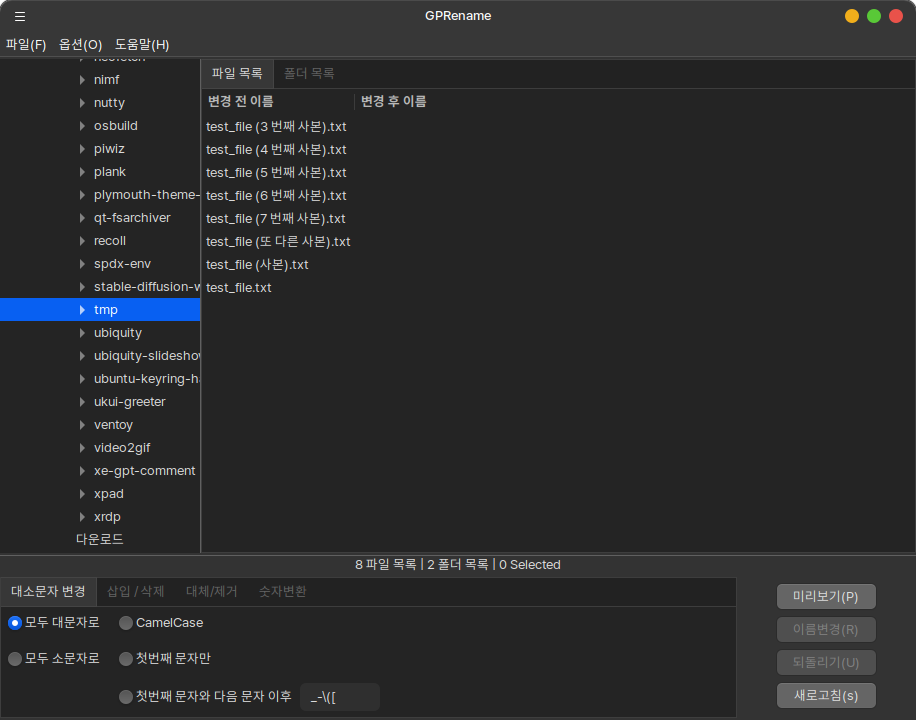 GPRename
파일(F) 옵션(O) 도움말(H)
nimf
nutty
osbuild
piwiz
plank
plymouth-theme-
qt-fsarchiver
recoll
spdx-env
stable-diffusion-w
tmp
ubiquity
ubiquity-slideshow
ubuntu-keyring-ha
ukui-greeter
ventoy
video2gif
xe-gpt-comment
xpad
xrdp
다운로드
파일 목록 폴더 목록
변경 전 이름 변경 후 이름
test_file (3 번째 사본).txt
test_file (4 번째 사본).txt
test_file (5 번째 사본).txt
test_file (6 번째 사본).txt
test_file (7 번째 사본).txt
test_file (또 다른 사본).txt
test_file (사본).txt
test_file.txt
8 파일 목록 | 2 폴더 목록 | 0 Selected
대소문자 변경 삽입 / 삭제 대체/제거 숫자변환
모두 대문자로 CamelCase
모두 소문자로 첫번째 문자만
첫번째 문자와 다음 문자 이후 _-\([
미리보기(P)
이름변경(R)
되돌리기(U)
새로고침(s)